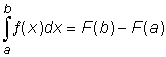 ∫ₐᵇ f(x)dx = F(b) − F(a)